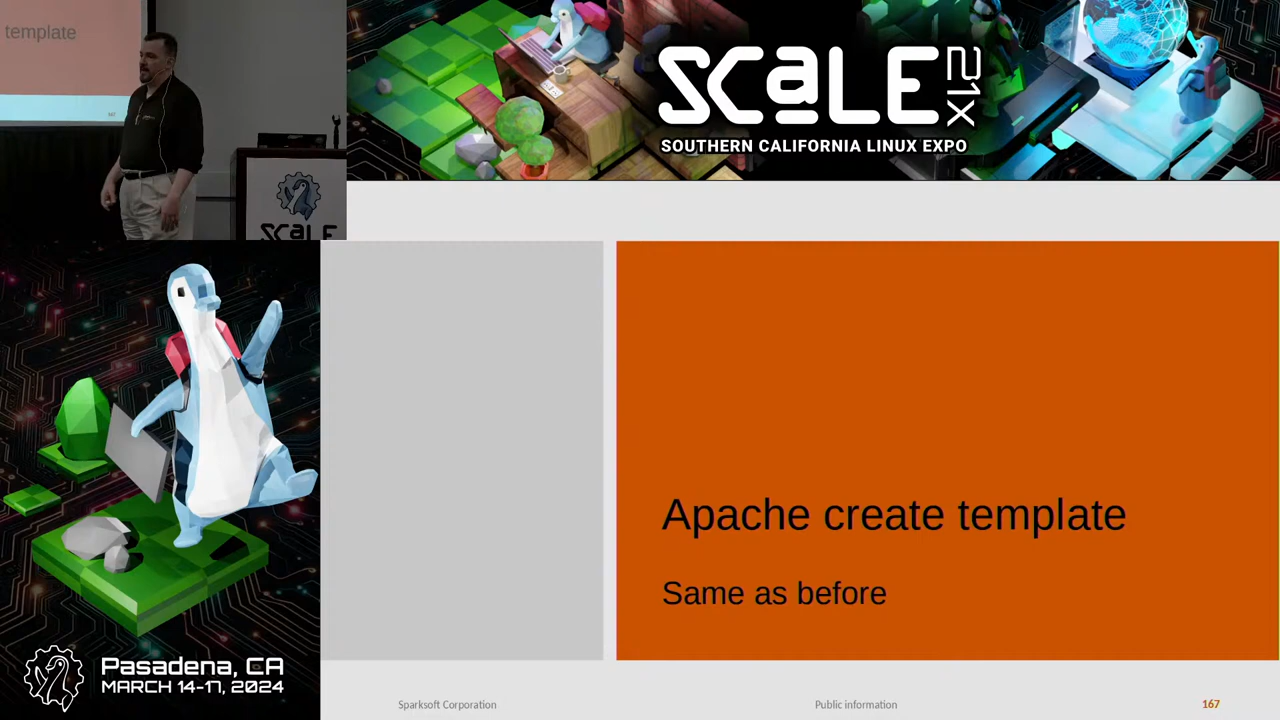 template
167
SCaLE
SCaLE 21X
SOUTHERN CALIFORNIA LINUX EXPO
Apache create template
Same as before
Pasadena, CA
MARCH 14-17, 2024
Sparksoft Corporation
Public information
167